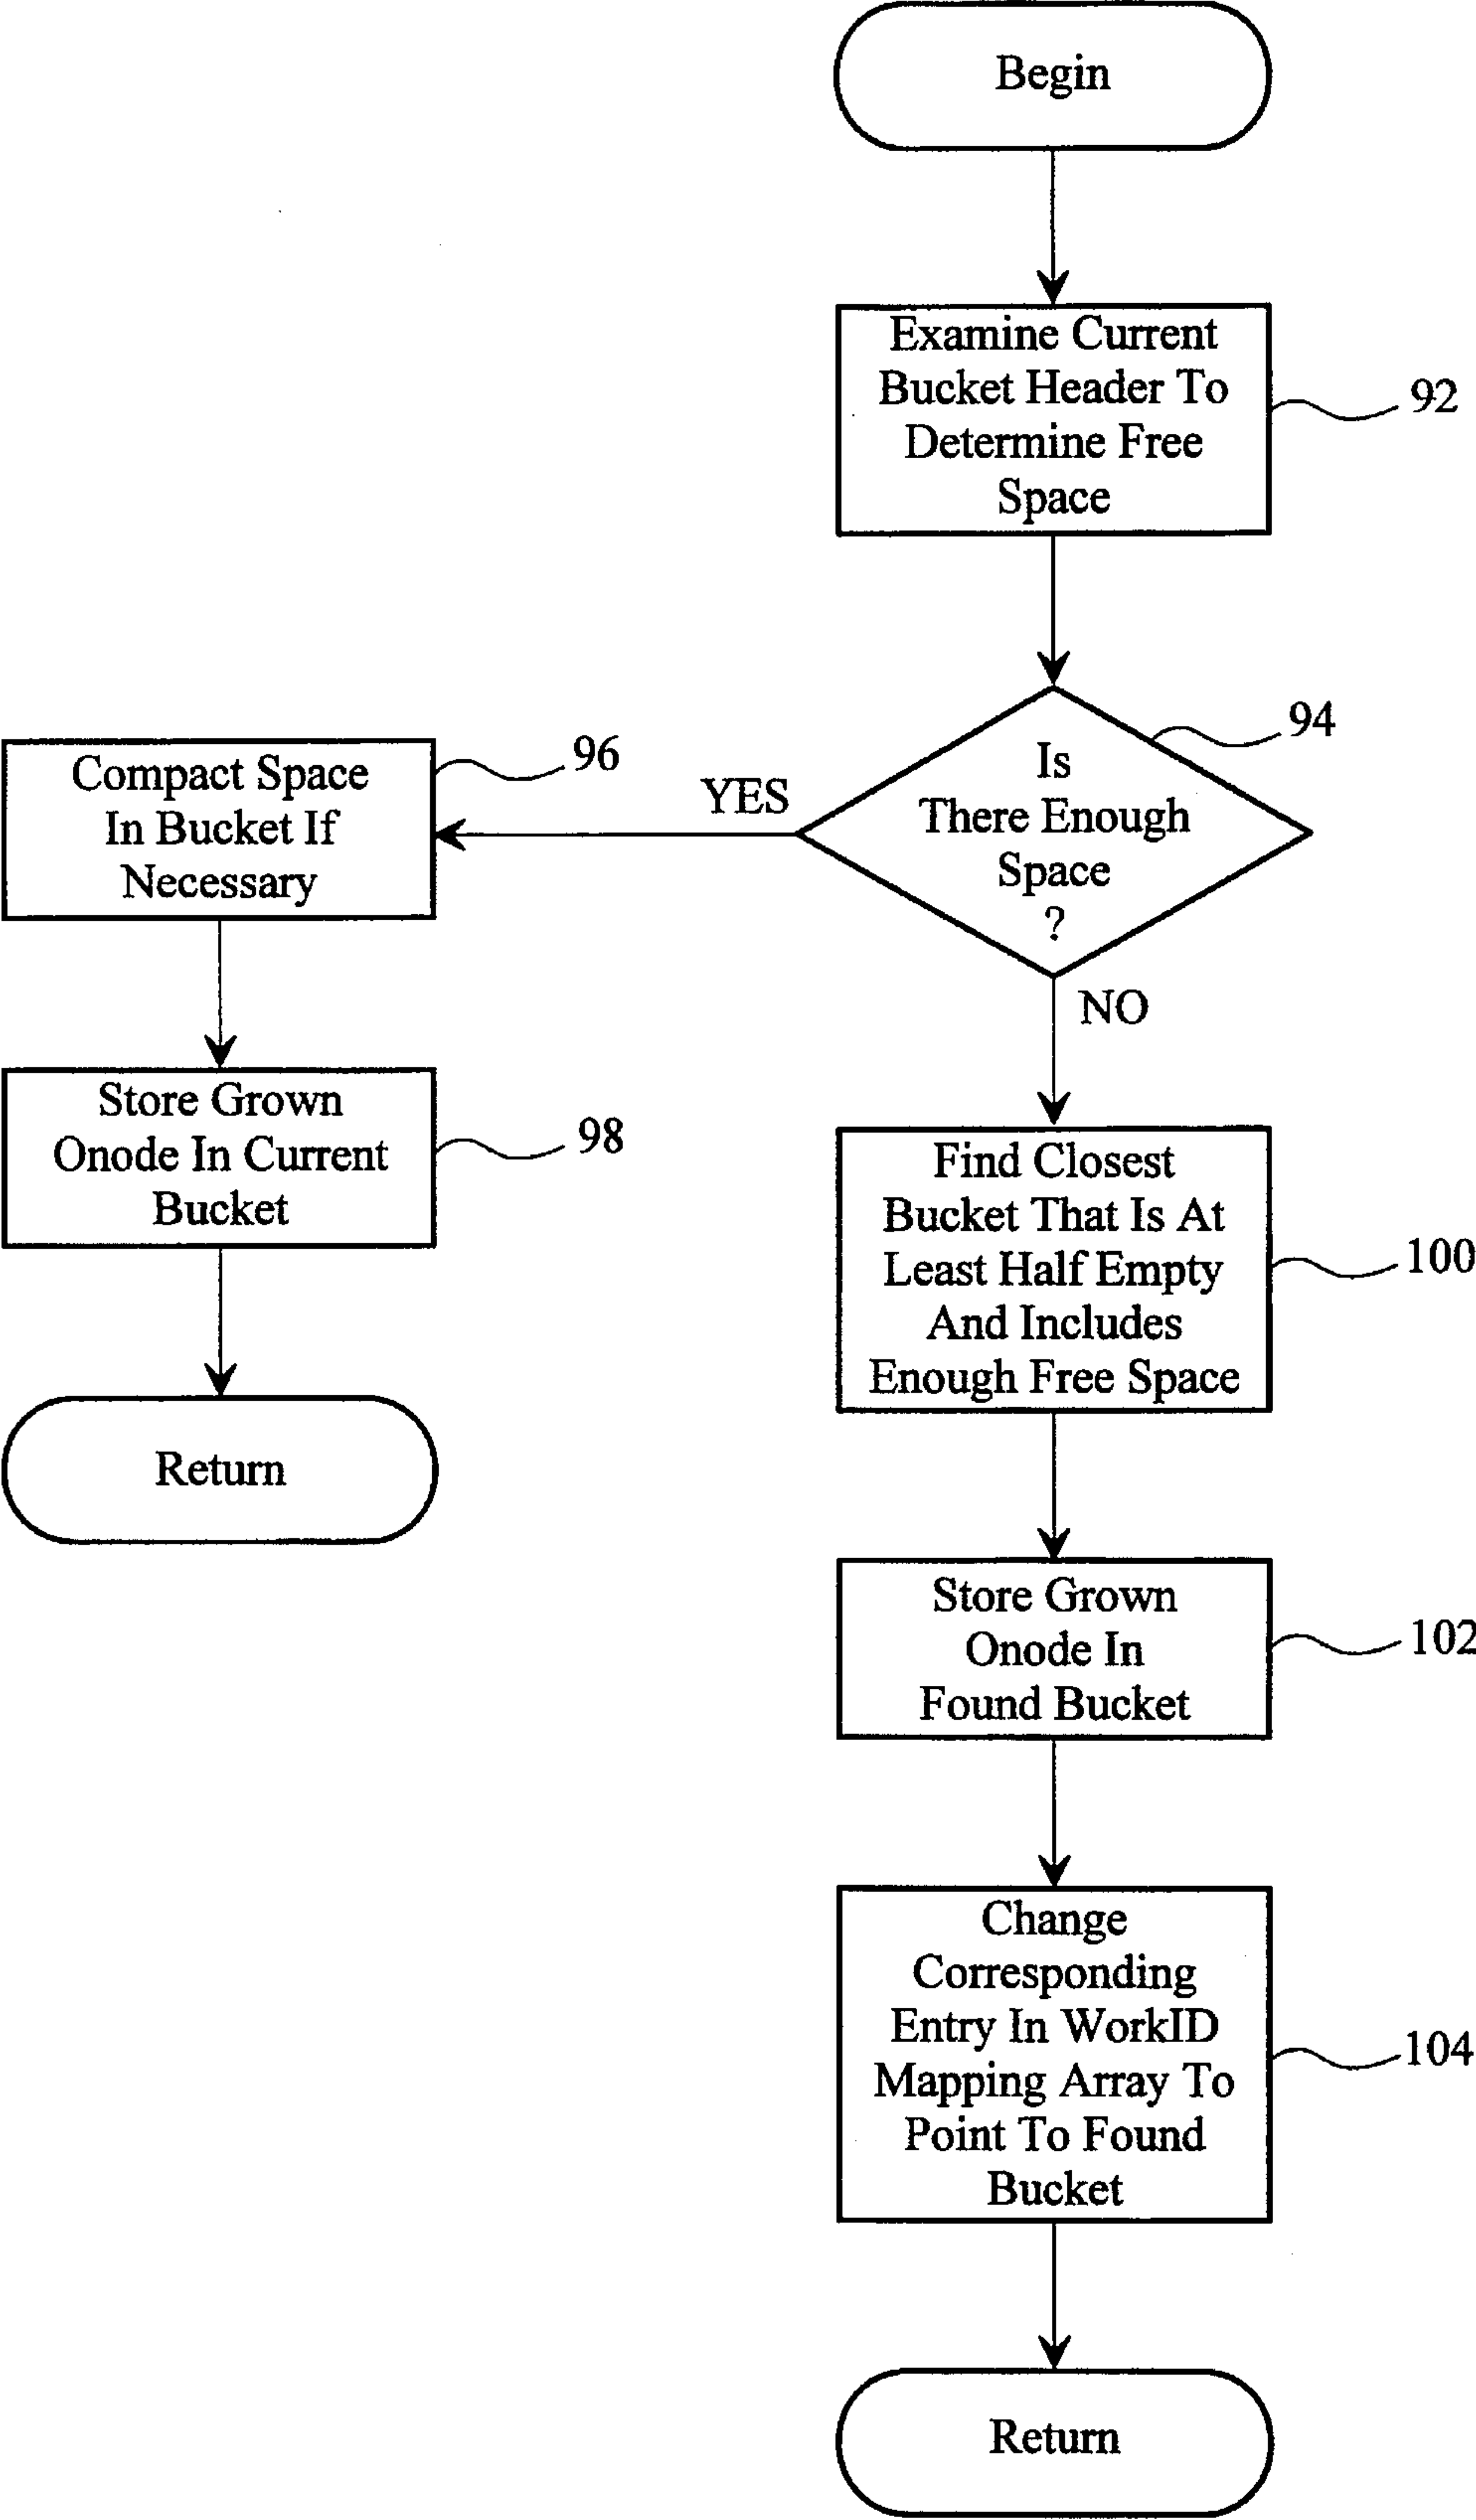 Begin
Examine Current
Bucket Header To
Determine Free
Space
92
Is
There Enough
Space
?
94
YES
NO
Compact Space
In Bucket If
Necessary
96
Store Grown
Onode In Current
Bucket
98
Return
Find Closest
Bucket That Is At
Least Half Empty
And Includes
Enough Free Space
100
Store Grown
Onode In
Found Bucket
102
Change
Corresponding
Entry In WorkID
Mapping Array To
Point To Found
Bucket
104
Return